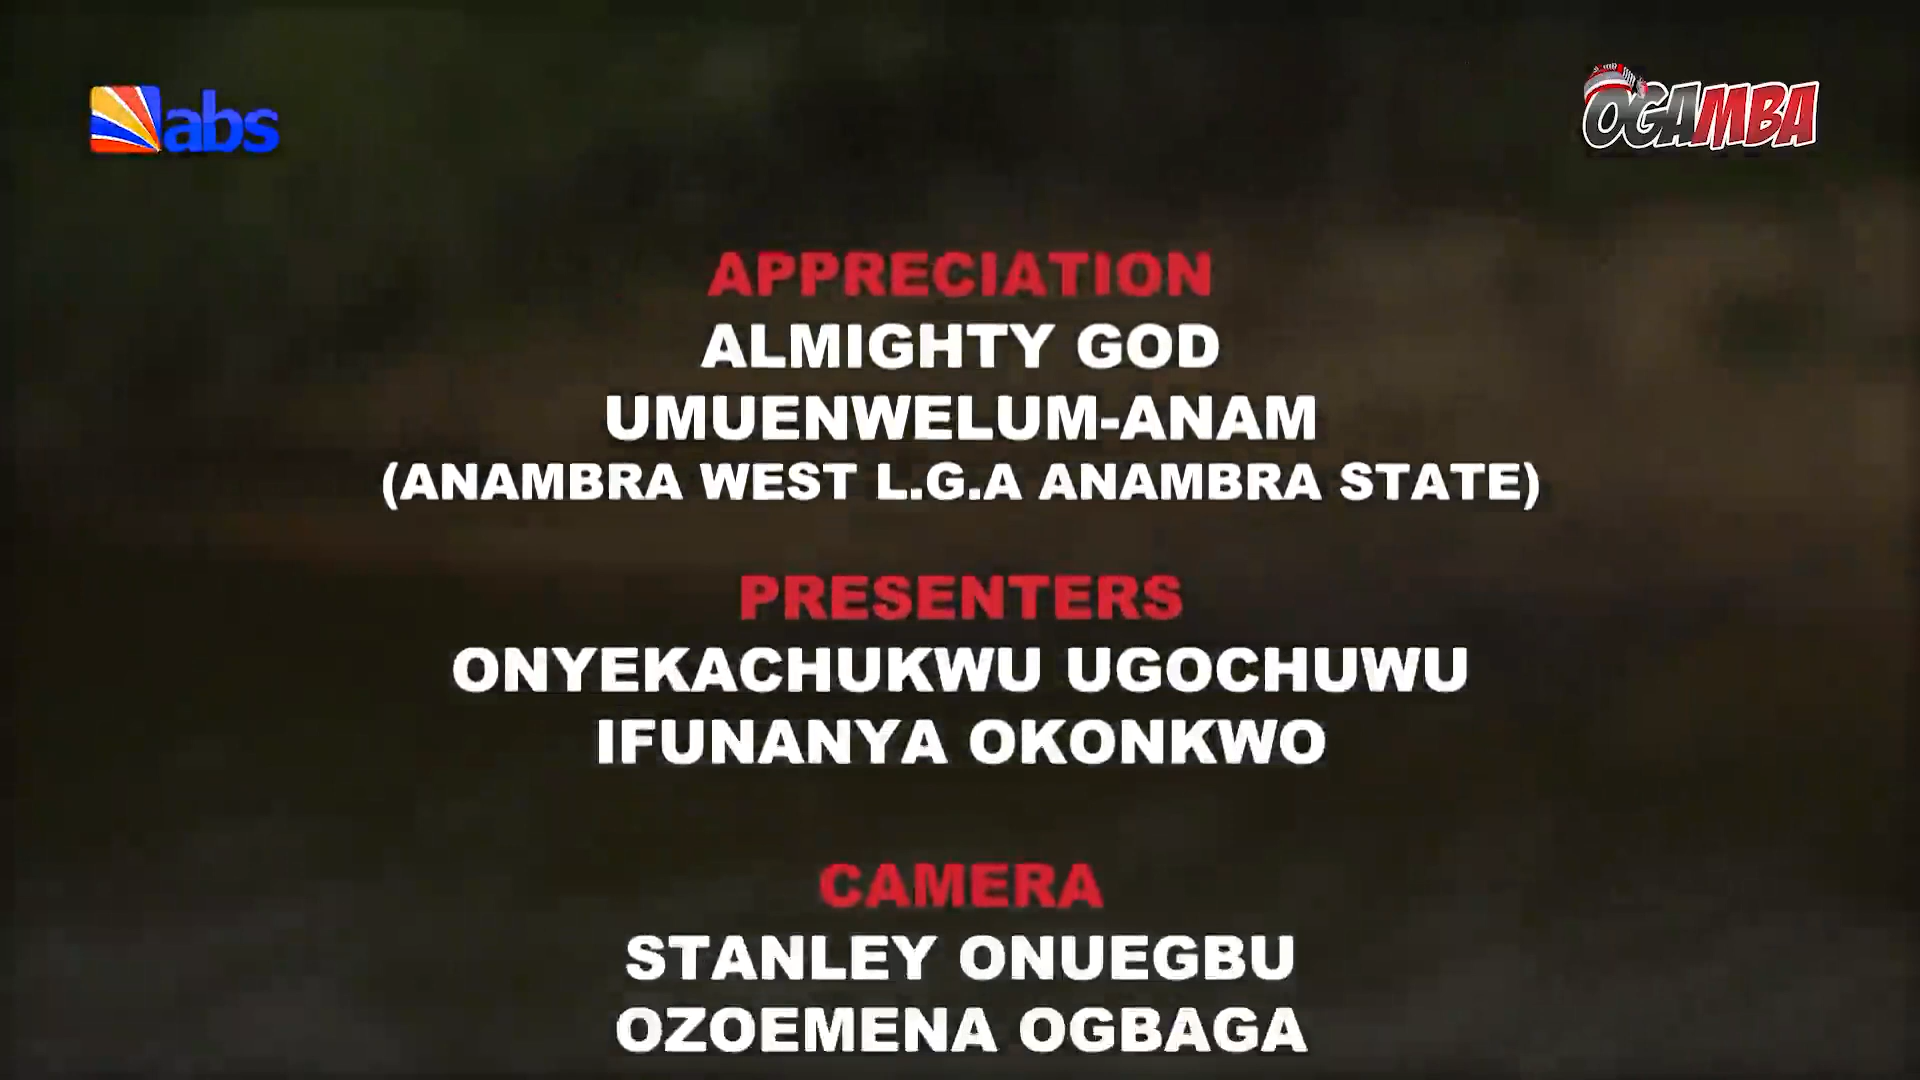 abs
OGAMBA
APPRECIATION
ALMIGHTY GOD
UMUENWELUM-ANAM
(ANAMBRA WEST L.G.A ANAMBRA STATE)
PRESENTERS
ONYEKACHUKWU UGOCHUWU
IFUNANYA OKONKWO
CAMERA
STANLEY ONUEGBU
OZOEMENA OGBAGA